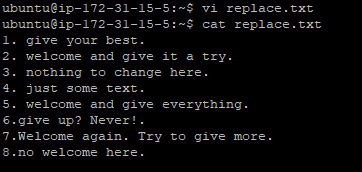 ubuntu@ip-172-31-15-5:~$ vi replace.txt
ubuntu@ip-172-31-15-5:~$ cat replace.txt
1. give your best.
2. welcome and give it a try.
3. nothing to change here.
4. just some text.
5. welcome and give everything.
6.give up? Never!.
7.Welcome again. Try to give more.
8.no welcome here.